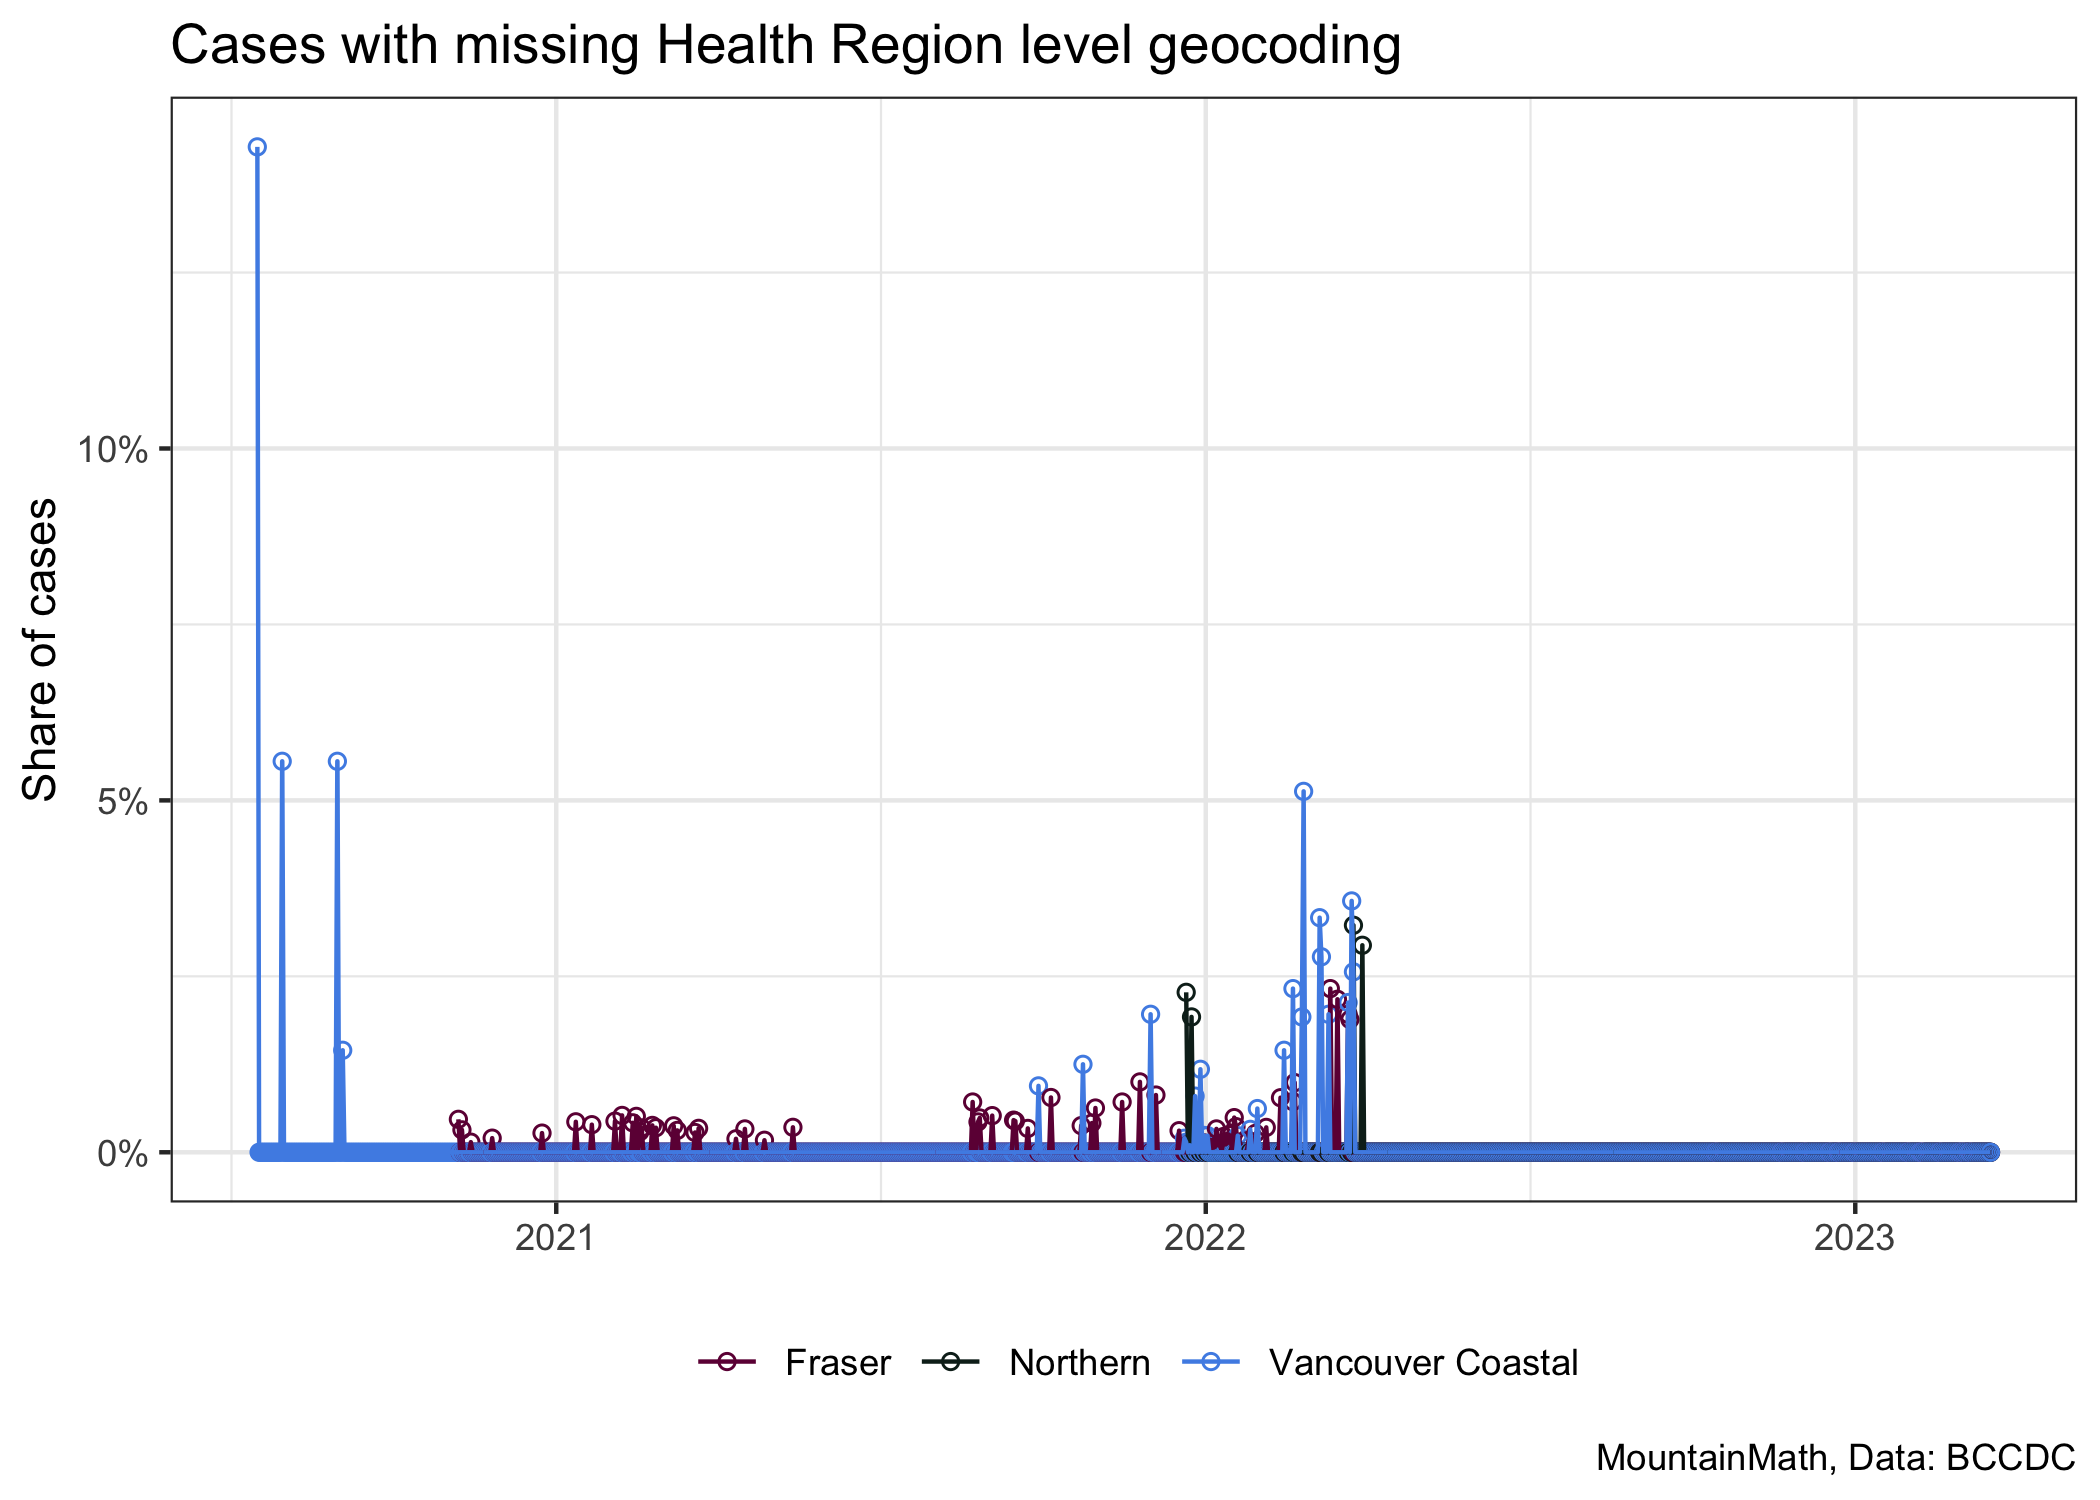 Cases with missing Health Region level geocoding
Share of cases
10%
5%
0%
2021 2022 2023
Fraser Northern Vancouver Coastal
MountainMath, Data: BCCDC